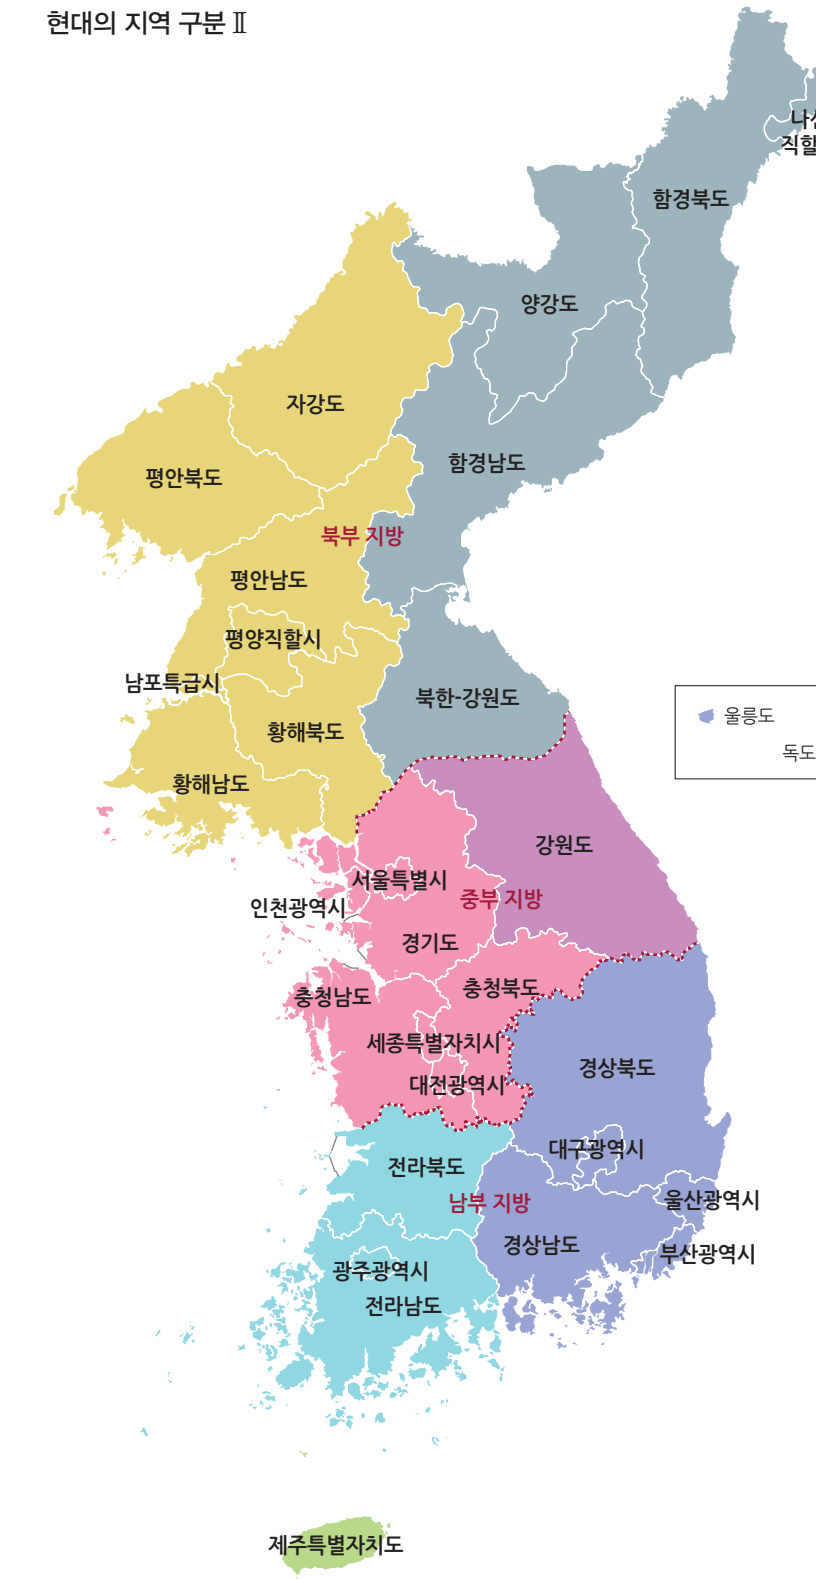 현대의 지역 구분 Ⅱ
직할
함경북도
양강도
자강도
함경남도
평안북도
북부 지방
평안남도
평양직할시
남포특급시
북한-강원도
울릉도
황해북도
독도
황해남도
강원도
서울특별시
중부 지방
인천광역시
경기도
충청북도
충청남도
세종특별자치시
경상북도
대전광역시
대구광역시
전라북도
울산광역시
남부 지방
경상남도
부산광역시
광주광역시
전라남도
제주특별자치도